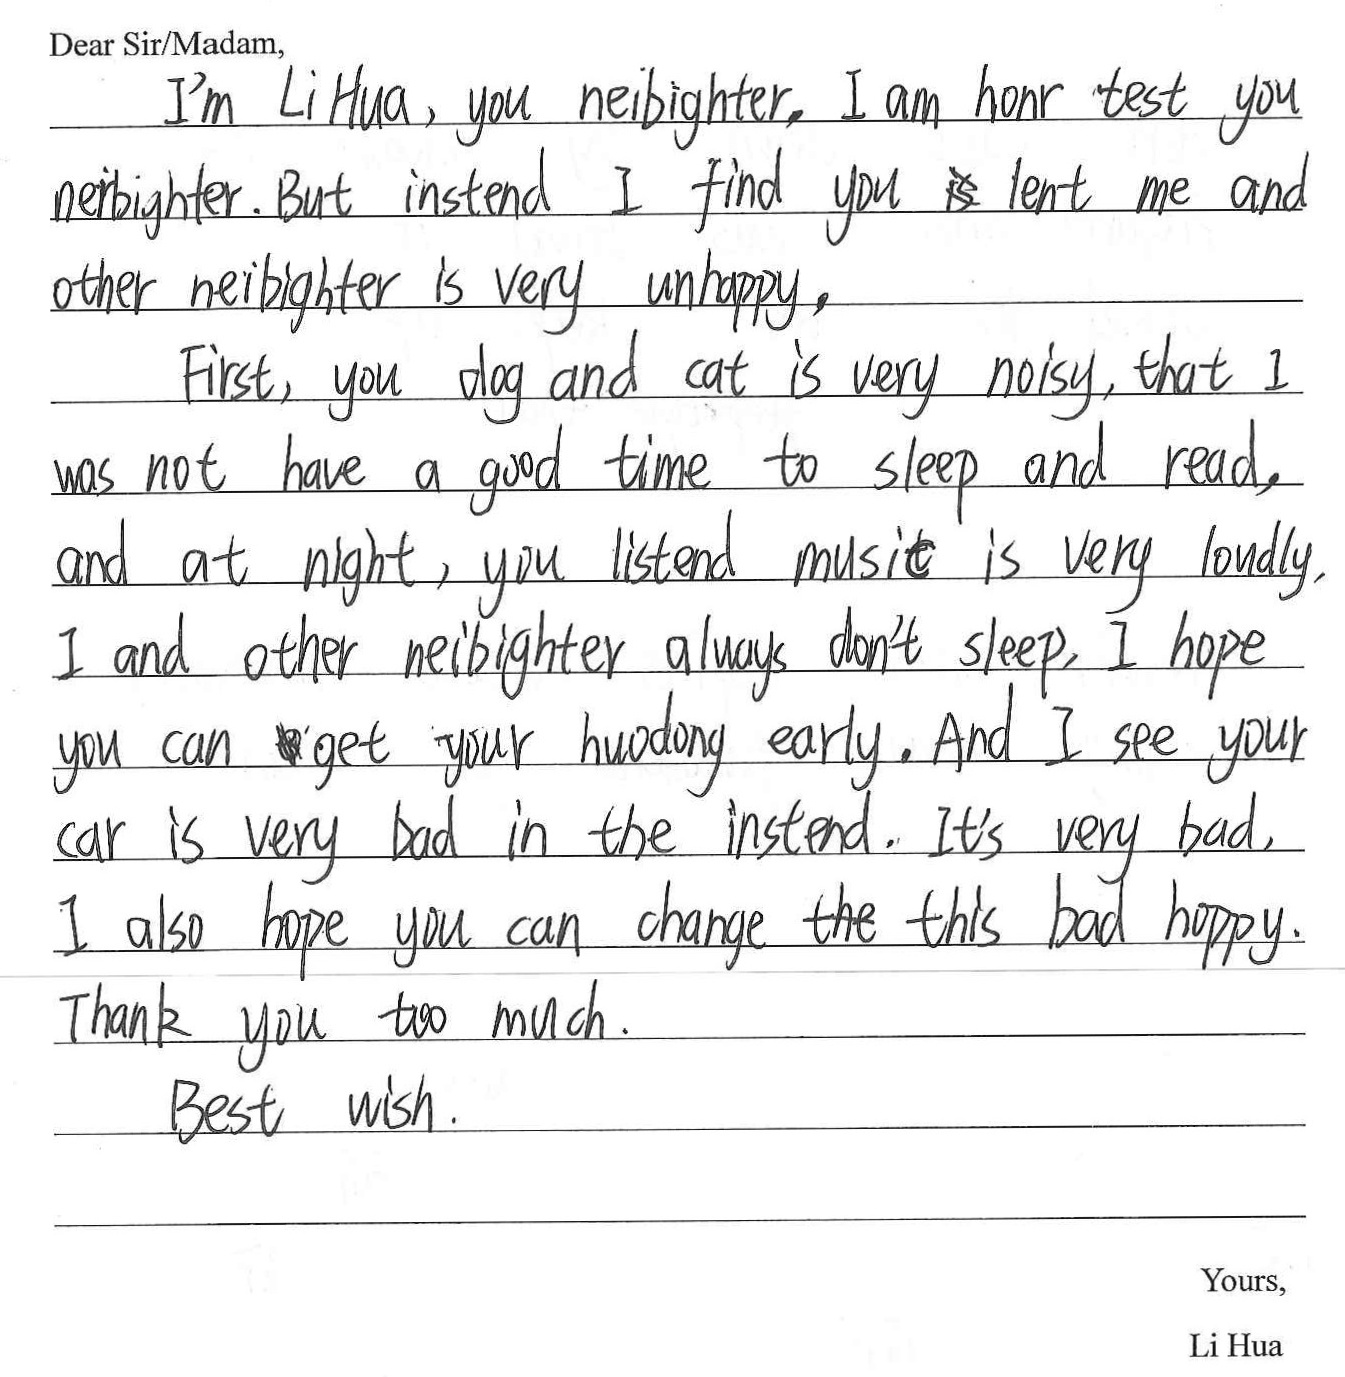 Dear Sir/Madam,
I'm Li Hua, you neibighter. I am honr test you
neibighter. But instend I find you lent me and
other neibighter is very unhappy.
First, you dog and cat is very noisy, that I
was not have a good time to sleep and read,
and at night, you listend music is very loudly,
I and other neibighter always don't sleep. I hope
you can get your huodong early. And I see your
car is very bad in the instend. It's very bad,
I also hope you can change the this bad hoppy.
Thank you too much.
Best wish.
Yours,
Li Hua